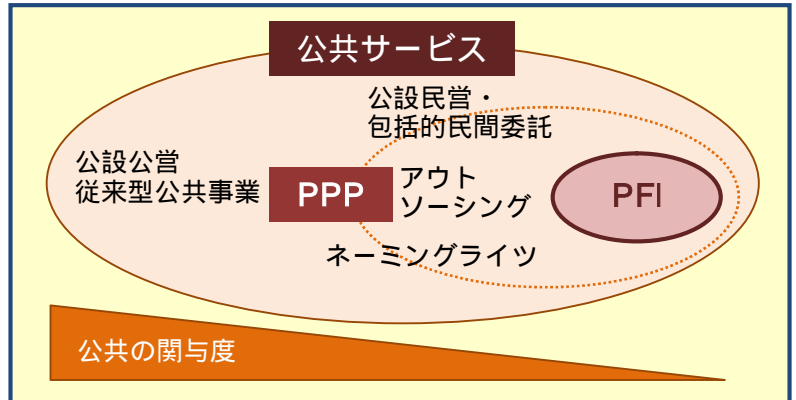 公共サービス
公設民営・
包括的民間委託
公設公営
従来型公共事業
PPP
アウト
ソーシング
PFI
ネーミングライツ
公共の関与度